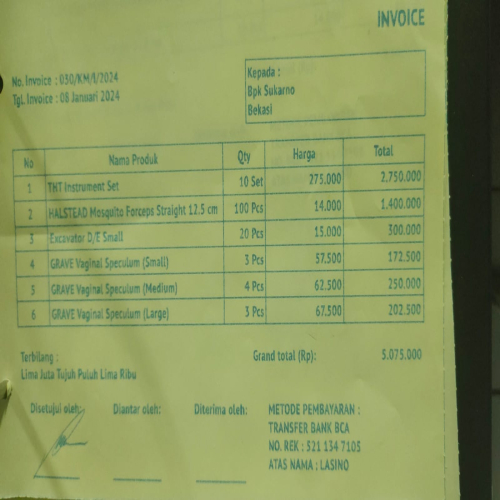 INVOICE
No. Invoice : 030/KM/I/2024
Tgl. Invoice : 08 Januari 2024
Kepada :
Bpk Sukarno
Bekasi
No Nama Produk Qty Harga Total
1 THT Instrument Set 10 Set 275.000 2.750.000
2 HALSTEAD Mosquito Forceps Straight 12.5 cm 100 Pcs 14.000 1.400.000
3 Excavator D/E Small 20 Pcs 15.000 300.000
4 GRAVE Vaginal Speculum (Small) 3 Pcs 57.500 172.500
5 GRAVE Vaginal Speculum (Medium) 4 Pcs 62.500 250.000
6 GRAVE Vaginal Speculum (Large) 3 Pcs 67.500 202.500
Grand total (Rp): 5.075.000
Terbilang :
Lima Juta Tujuh Puluh Lima Ribu
Disetujui oleh: Diantar oleh: Diterima oleh:
METODE PEMBAYARAN :
TRANSFER BANK BCA
NO. REK : 521 134 7105
ATAS NAMA : LASINO